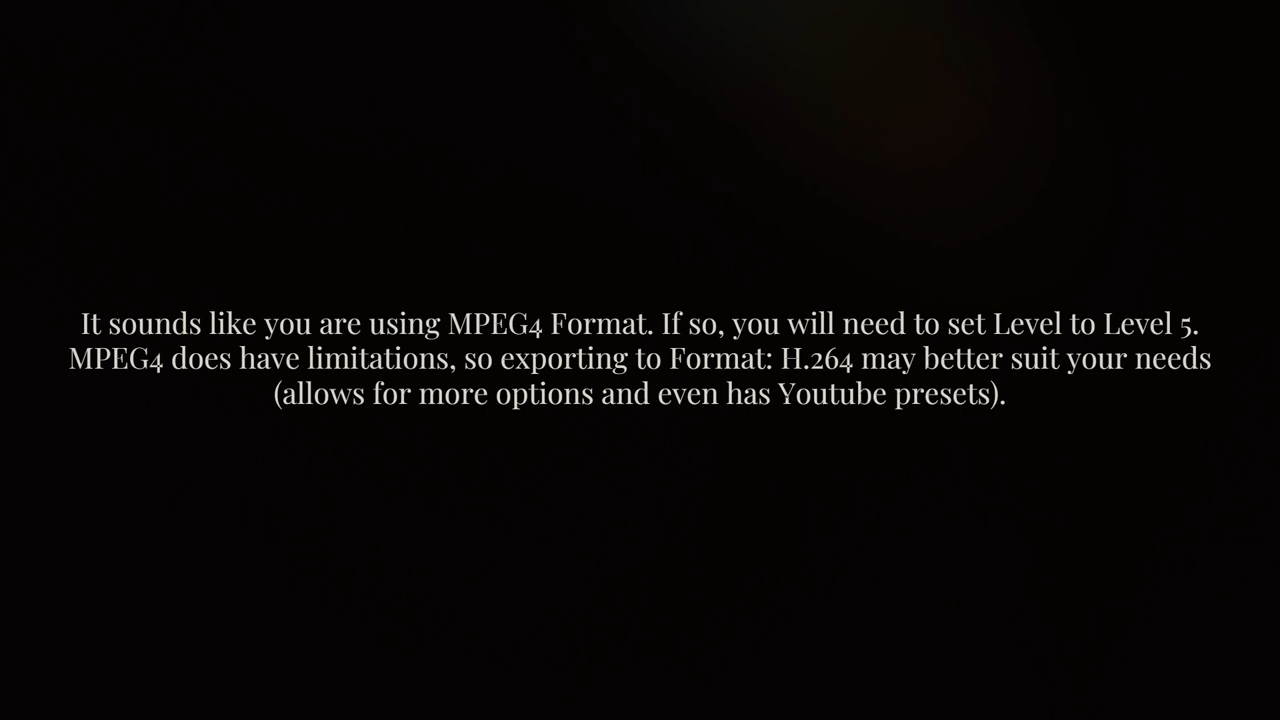 It sounds like you are using MPEG4 Format. If so, you will need to set Level to Level 5.
MPEG4 does have limitations, so exporting to Format: H.264 may better suit your needs
(allows for more options and even has Youtube presets).